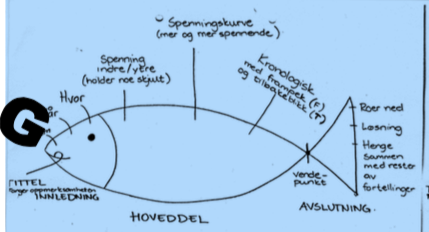 Spenningskurve
(mer og mer spennende)
Spenning
indre/ytre
(holder noe skjult)
Kronologisk
med frampek (F)
og tilbakeblikk (T)
Hvor
G
TITTEL
INNLEDNING
HOVEDDEL
vende-
punkt
AVSLUTNING.
Roer ned
Løsning
Henge
sammen
med resten
av
fortellinger